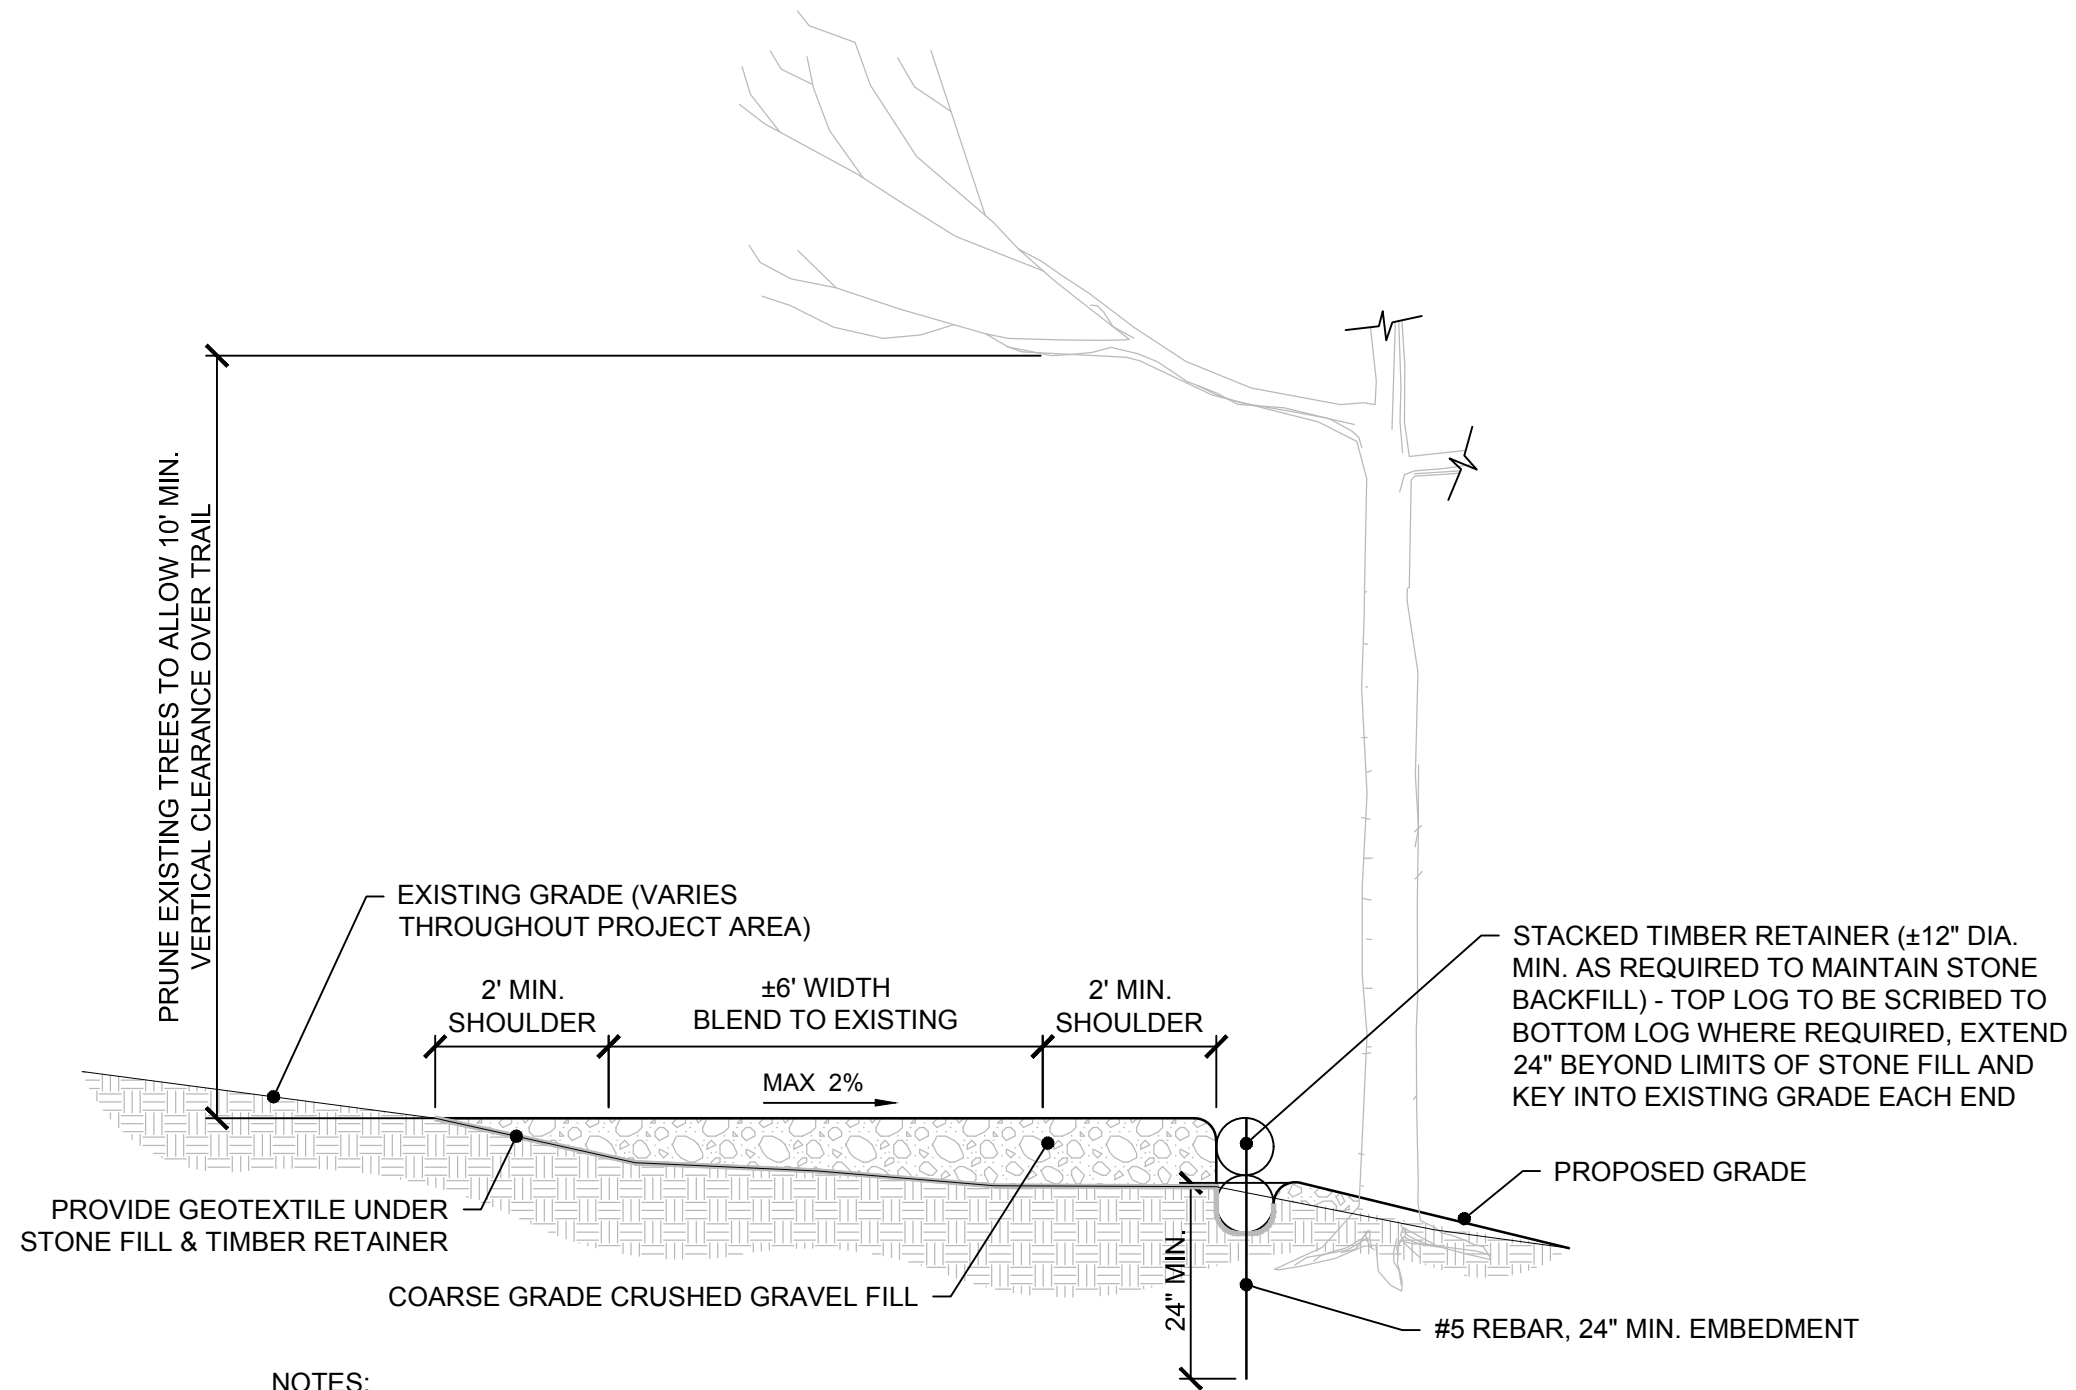 PRUNE EXISTING TREES TO ALLOW 10' MIN.
VERTICAL CLEARANCE OVER TRAIL
EXISTING GRADE (VARIES
THROUGHOUT PROJECT AREA)
2' MIN.
SHOULDER
±6' WIDTH
BLEND TO EXISTING
2' MIN.
SHOULDER
MAX 2%
STACKED TIMBER RETAINER (±12" DIA.
MIN. AS REQUIRED TO MAINTAIN STONE
BACKFILL) - TOP LOG TO BE SCRIBED TO
BOTTOM LOG WHERE REQUIRED, EXTEND
24" BEYOND LIMITS OF STONE FILL AND
KEY INTO EXISTING GRADE EACH END
PROPOSED GRADE
PROVIDE GEOTEXTILE UNDER
STONE FILL & TIMBER RETAINER
COARSE GRADE CRUSHED GRAVEL FILL
24" MIN.
#5 REBAR, 24" MIN. EMBEDMENT
NOTES: